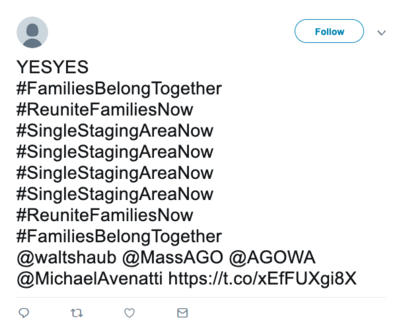 Follow
YESYES
#FamiliesBelongTogether
#ReuniteFamiliesNow
#SingleStagingAreaNow
#SingleStagingAreaNow
#SingleStagingAreaNow
#SingleStagingAreaNow
#ReuniteFamiliesNow
#FamiliesBelongTogether
@waltshaub @MassAGO @AGOWA
@MichaelAvenatti https://t.co/xEfFUXgi8X